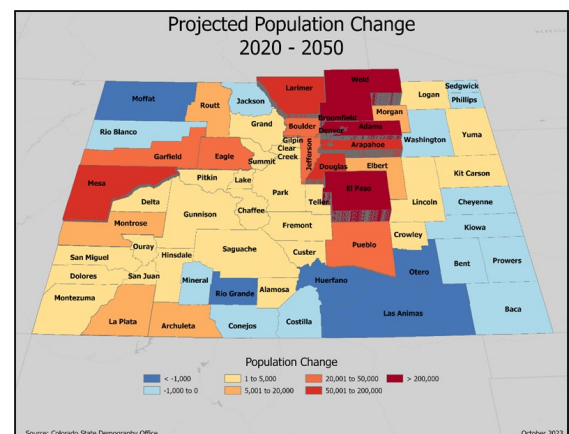 Projected Population Change
2020 - 2050
Moffat
Routt
Jackson
Larimer
Weld
Logan
Sedgwick
Phillips
Morgan
Rio Blanco
Grand
Boulder
Broomfield
Gilpin
Denver
Adams
Washington
Yuma
Garfield
Eagle
Summit
Clear
Creek
Jefferson
Arapahoe
Mesa
Pitkin
Lake
Park
Douglas
Elbert
Kit Carson
Delta
Gunnison
Chaffee
Teller
El Paso
Lincoln
Cheyenne
Montrose
Ouray
Fremont
Kiowa
San Miguel
Hinsdale
Saguache
Custer
Pueblo
Crowley
Dolores
San Juan
Mineral
Rio Grande
Alamosa
Huerfano
Otero
Bent
Prowers
Montezuma
La Plata
Archuleta
Conejos
Costilla
Las Animas
Baca
Population Change
< -1,000
1 to 5,000
20,001 to 50,000
> 200,000
-1,000 to 0
5,001 to 20,000
50,001 to 200,000
Source: Colorado State Demography Office
October 2023